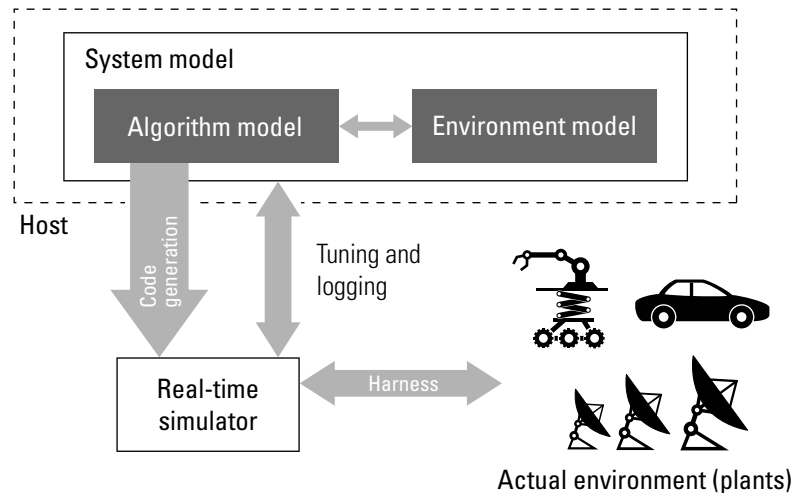 System model
Algorithm model
Environment model
Host
Code
generation
Tuning and
logging
Real-time
simulator
Harness
Actual environment (plants)